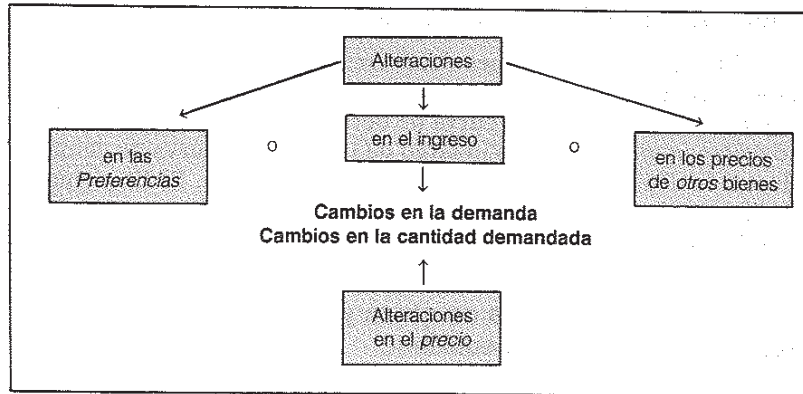 Alteraciones
en las
Preferencias
o
en el ingreso
o
en los precios
de otros bienes
Cambios en la demanda
Cambios en la cantidad demandada
Alteraciones
en el precio